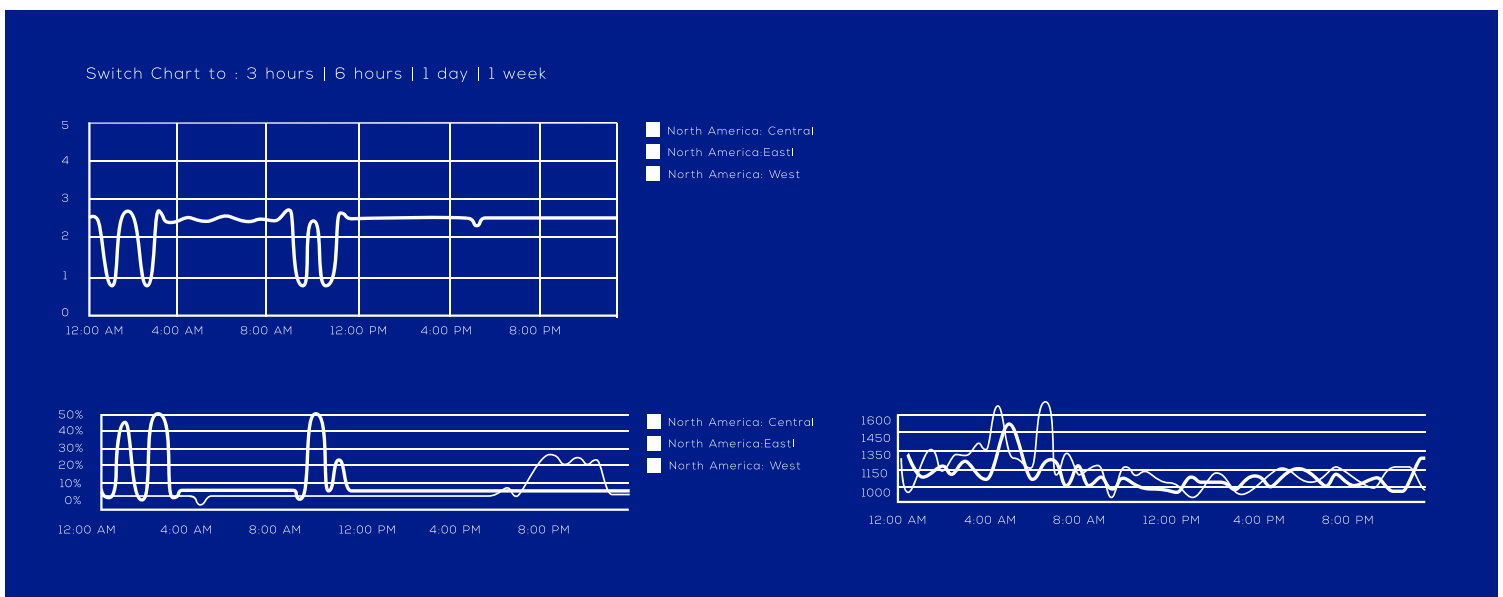 Switch Chart to : 3 hours | 6 hours | 1 day | 1 week
5
4
3
2
1
0
12:00 AM 4:00 AM 8:00 AM 12:00 PM 4:00 PM 8:00 PM
North America: Central
North America:Eastl
North America: West
50%
40%
30%
20%
10%
0%
12:00 AM 4:00 AM 8:00 AM 12:00 PM 4:00 PM 8:00 PM
North America: Central
North America:Eastl
North America: West
1600
1450
1350
1150
1000
12:00 AM 4:00 AM 8:00 AM 12:00 PM 4:00 PM 8:00 PM